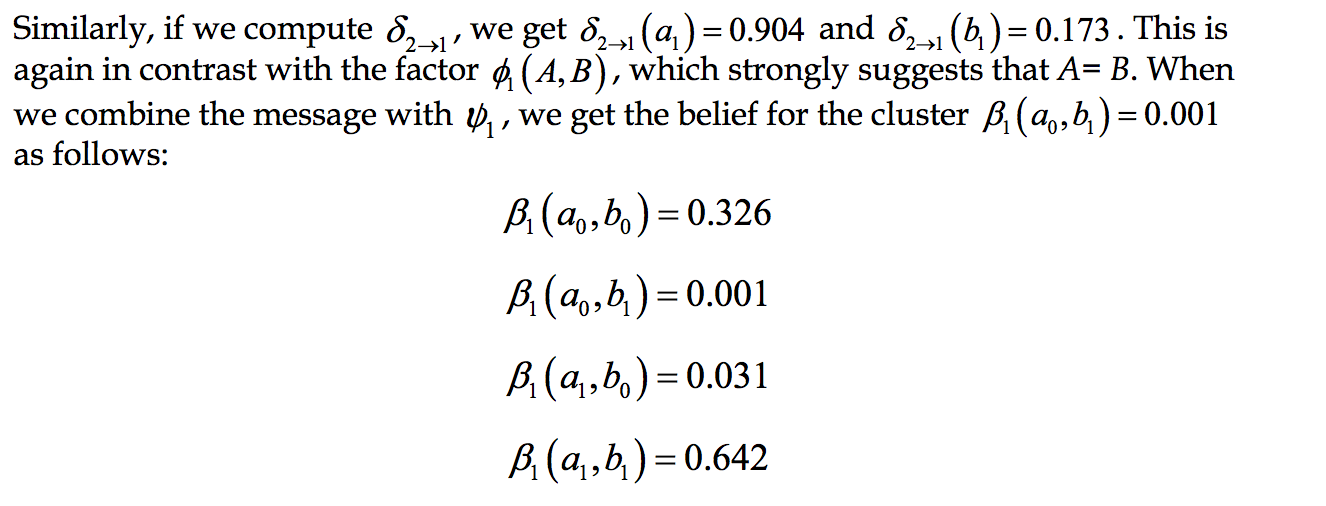 Similarly, if we compute δ₂→₁, we get δ₂→₁(a₁) = 0.904 and δ₂→₁(b₁) = 0.173. This is
again in contrast with the factor ϕ₁(A, B), which strongly suggests that A= B. When
we combine the message with ψ₁, we get the belief for the cluster β₁(a₀,b₁) = 0.001
as follows:
β₁(a₀,b₀) = 0.326
β₁(a₀,b₁) = 0.001
β₁(a₁,b₀) = 0.031
β₁(a₁,b₁) = 0.642